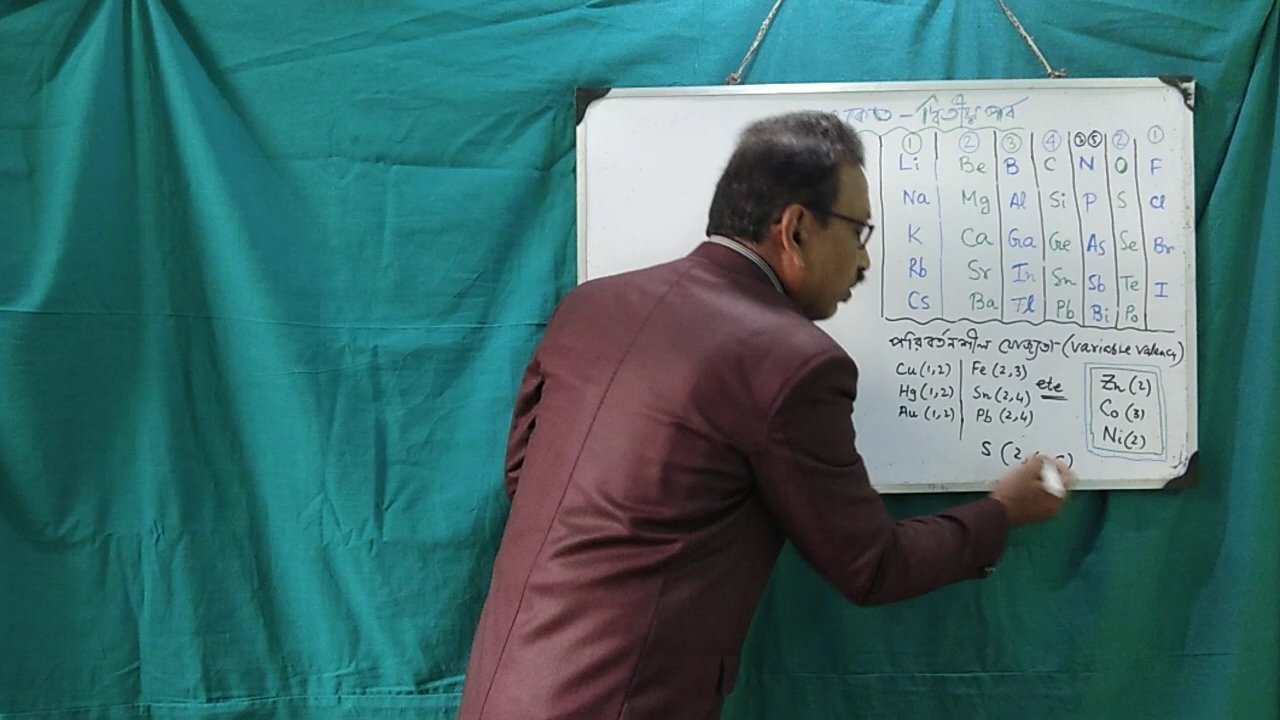 – দ্বিতীয় পর্ব
① ② ③ ④ ③⑤ ② ①
Li Be B C N O F
Na Mg Al Si P S Cl
K Ca Ga Ge As Se Br
Rb Sr In Sn Sb Te I
Cs Ba Tl Pb Bi Po
পরিবর্তনশীল যোজ্যতা-(variable valency)
Cu(1,2) Fe (2,3)
Hg(1,2) Sn (2,4) etc
Au (1,2) Pb (2,4)
Zn (2)
Co (3)
Ni(2)
S (2,